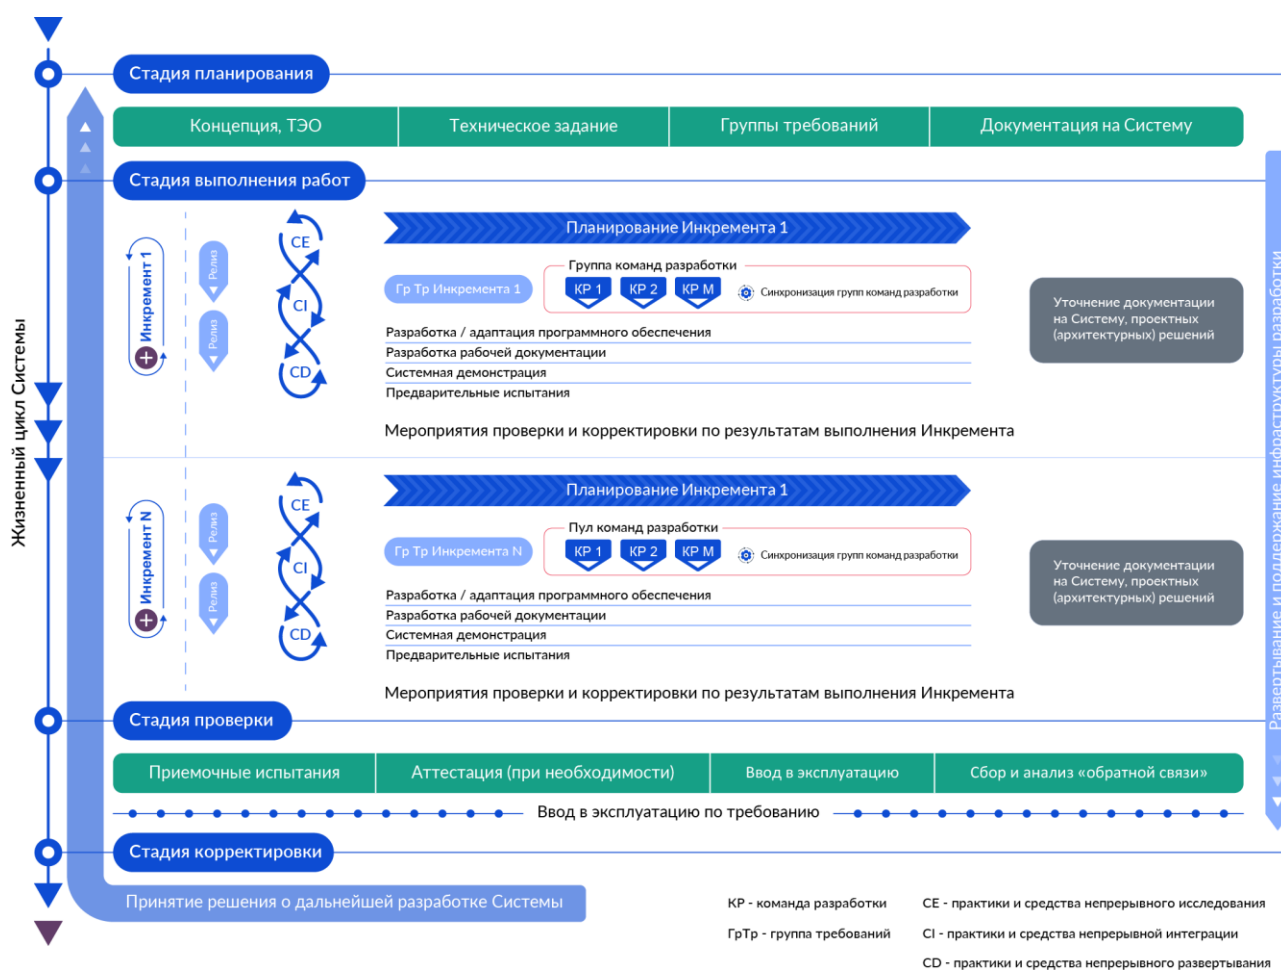 Жизненный цикл Системы
Стадия планирования
Концепция, ТЭО
Техническое задание
Группы требований
Документация на Систему
Стадия выполнения работ
Инкремент 1
Релиз
Релиз
CE
CI
CD
Планирование Инкремента 1
Гр Тр Инкремента 1
Группа команд разработки
КР 1
КР 2
КР М
Синхронизация групп команд разработки
Разработка / адаптация программного обеспечения
Разработка рабочей документации
Системная демонстрация
Предварительные испытания
Уточнение документации
на Систему, проектных
(архитектурных) решений
Мероприятия проверки и корректировки по результатам выполнения Инкремента
Инкремент N
Релиз
Релиз
CE
CI
CD
Планирование Инкремента 1
Гр Тр Инкремента N
Пул команд разработки
КР 1
КР 2
КР М
Синхронизация групп команд разработки
Разработка / адаптация программного обеспечения
Разработка рабочей документации
Системная демонстрация
Предварительные испытания
Уточнение документации
на Систему, проектных
(архитектурных) решений
Мероприятия проверки и корректировки по результатам выполнения Инкремента
Развертывание и поддержание инфраструктуры разработки
Стадия проверки
Приемочные испытания
Аттестация (при необходимости)
Ввод в эксплуатацию
Сбор и анализ «обратной связи»
Ввод в эксплуатацию по требованию
Стадия корректировки
Принятие решения о дальнейшей разработке Системы
КР - команда разработки
ГрТр - группа требований
CE - практики и средства непрерывного исследования
CI - практики и средства непрерывной интеграции
CD - практики и средства непрерывного развертывания